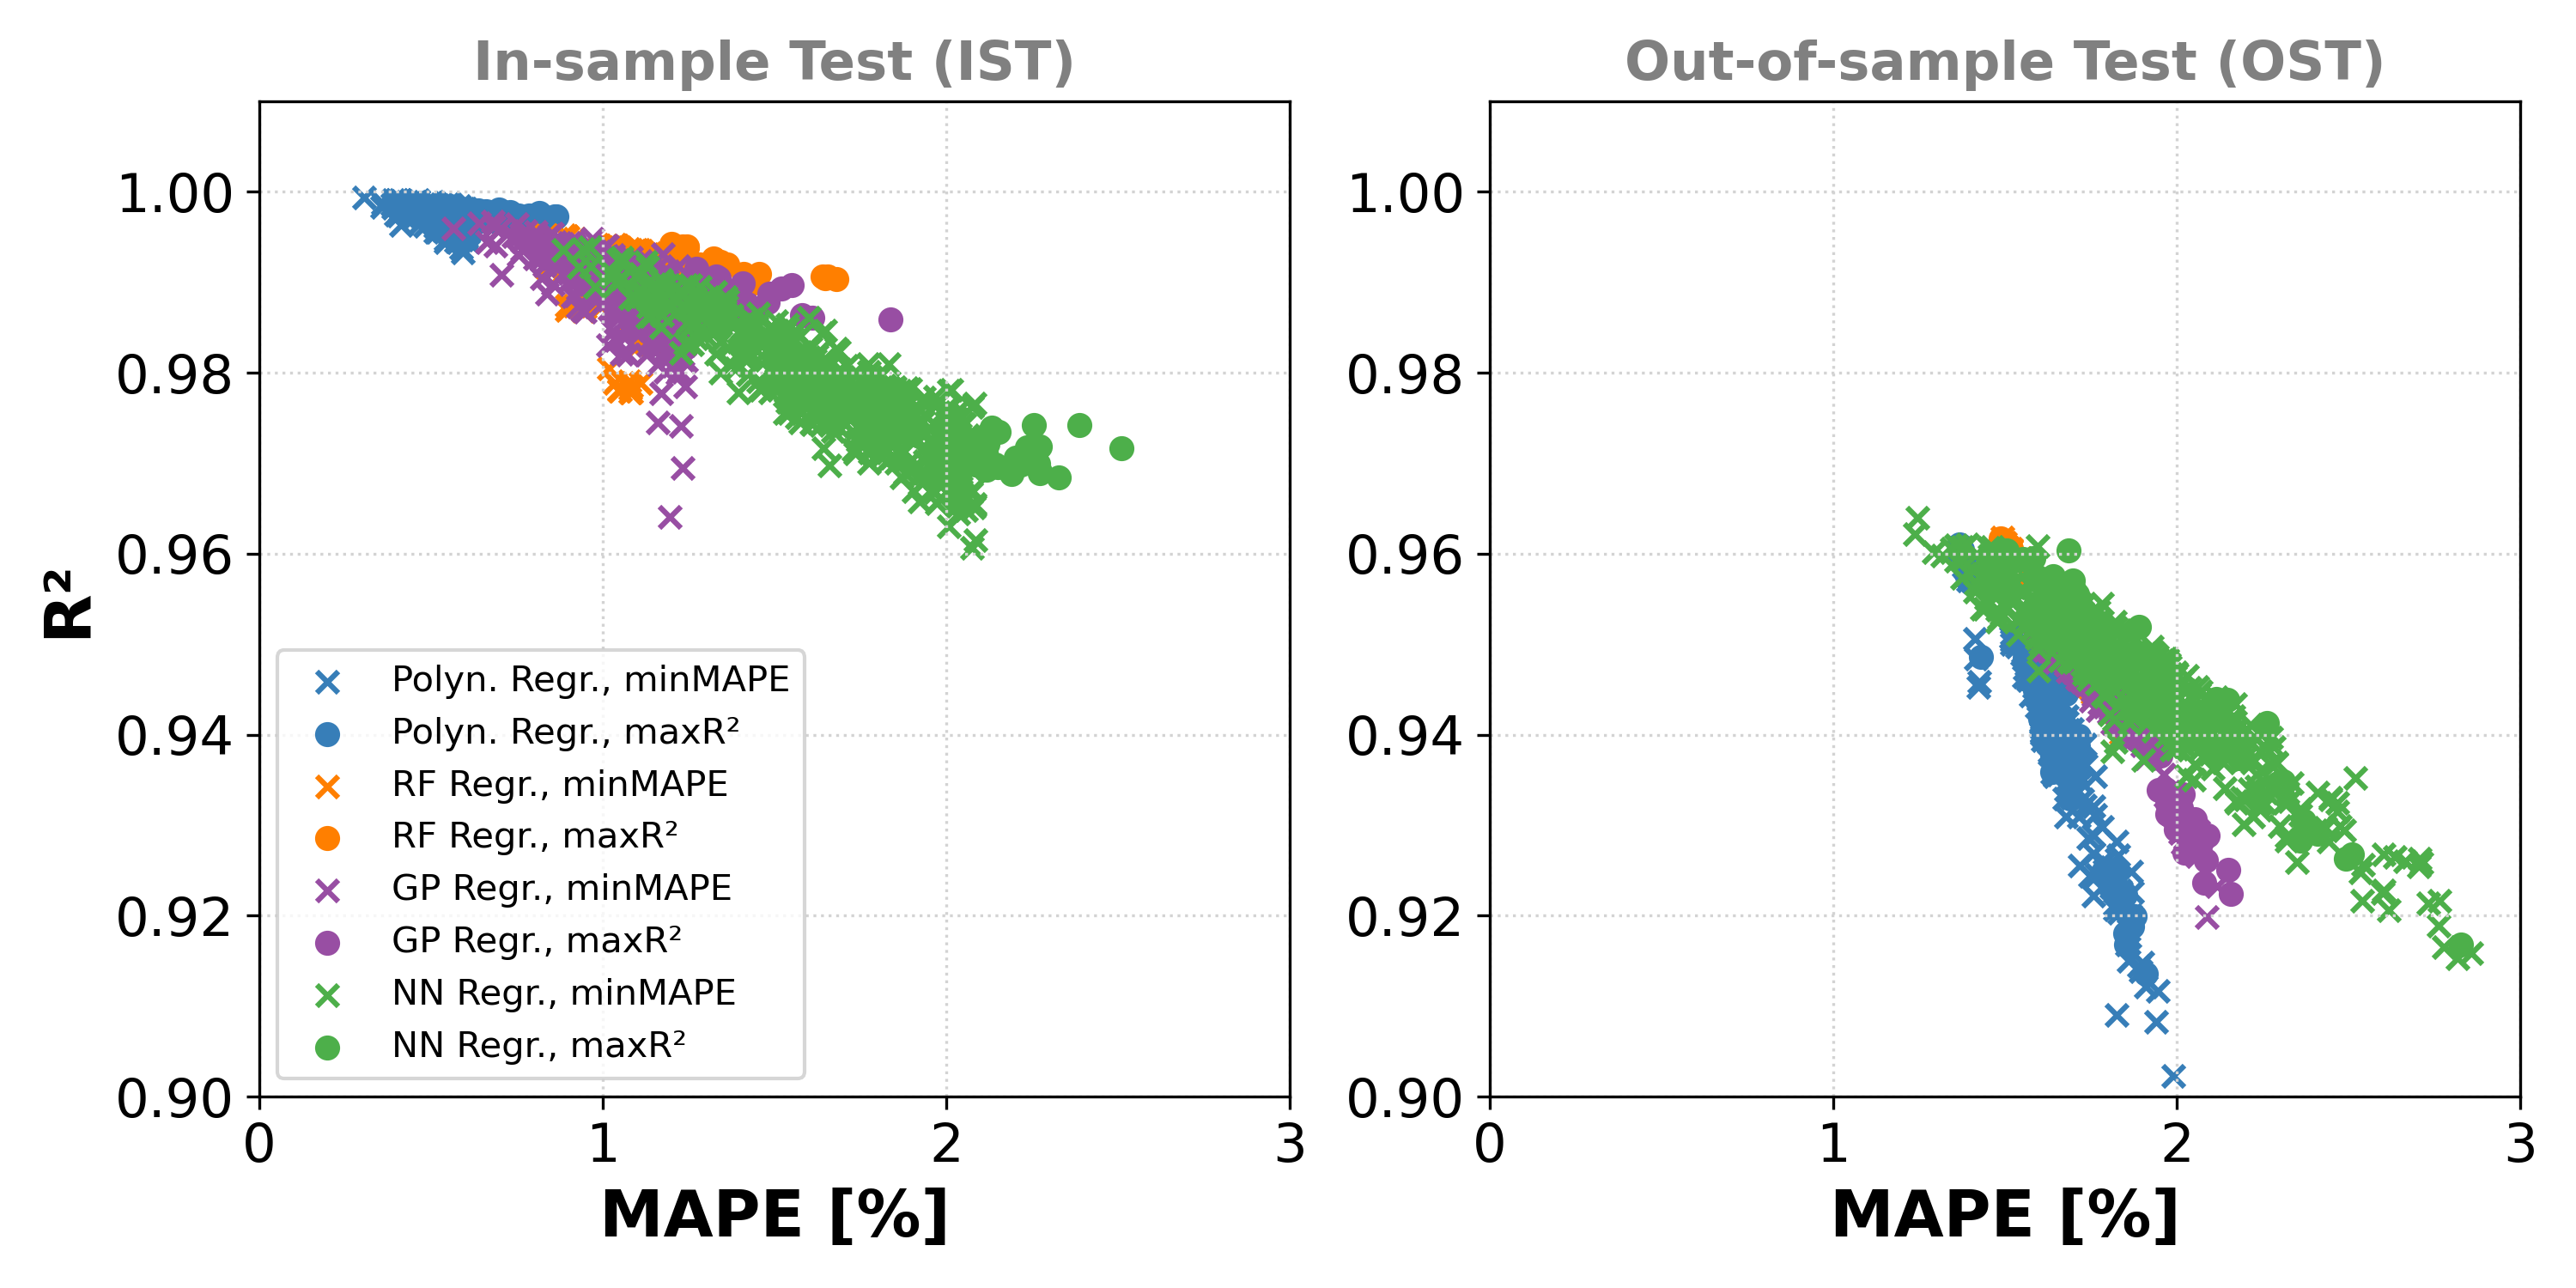 In-sample Test (IST)
Out-of-sample Test (OST)
R²
1.00
0.98
0.96
0.94
0.92
0.90
0
1
2
3
MAPE [%]
Polyn. Regr., minMAPE
Polyn. Regr., maxR²
RF Regr., minMAPE
RF Regr., maxR²
GP Regr., minMAPE
GP Regr., maxR²
NN Regr., minMAPE
NN Regr., maxR²
1.00
0.98
0.96
0.94
0.92
0.90
0
1
2
3
MAPE [%]